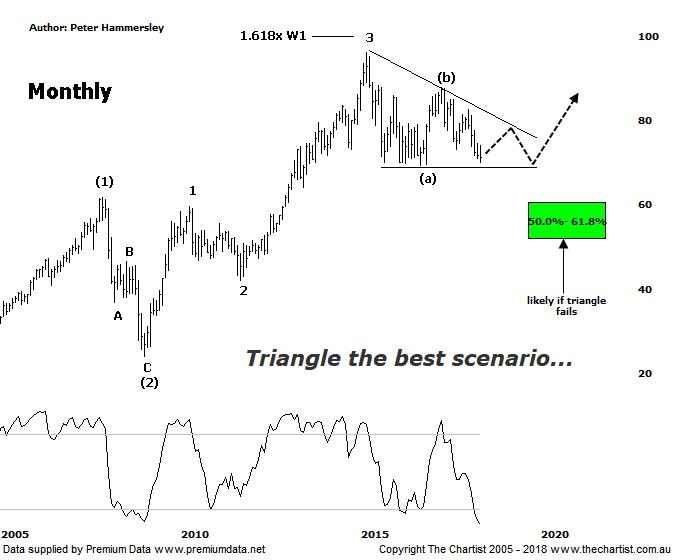 Author: Peter Hammersley
1.618x W1
3
100
Monthly
(b)
80
(1)
1
(a)
60
50.0%- 61.8%
B
2
40
A
likely if triangle
fails
C
(2)
Triangle the best scenario...
20
2005
2010
2015
2020
Data supplied by Premium Data www.premiumdata.net
Copyright The Chartist 2005 - 2018 www.thechartist.com.au